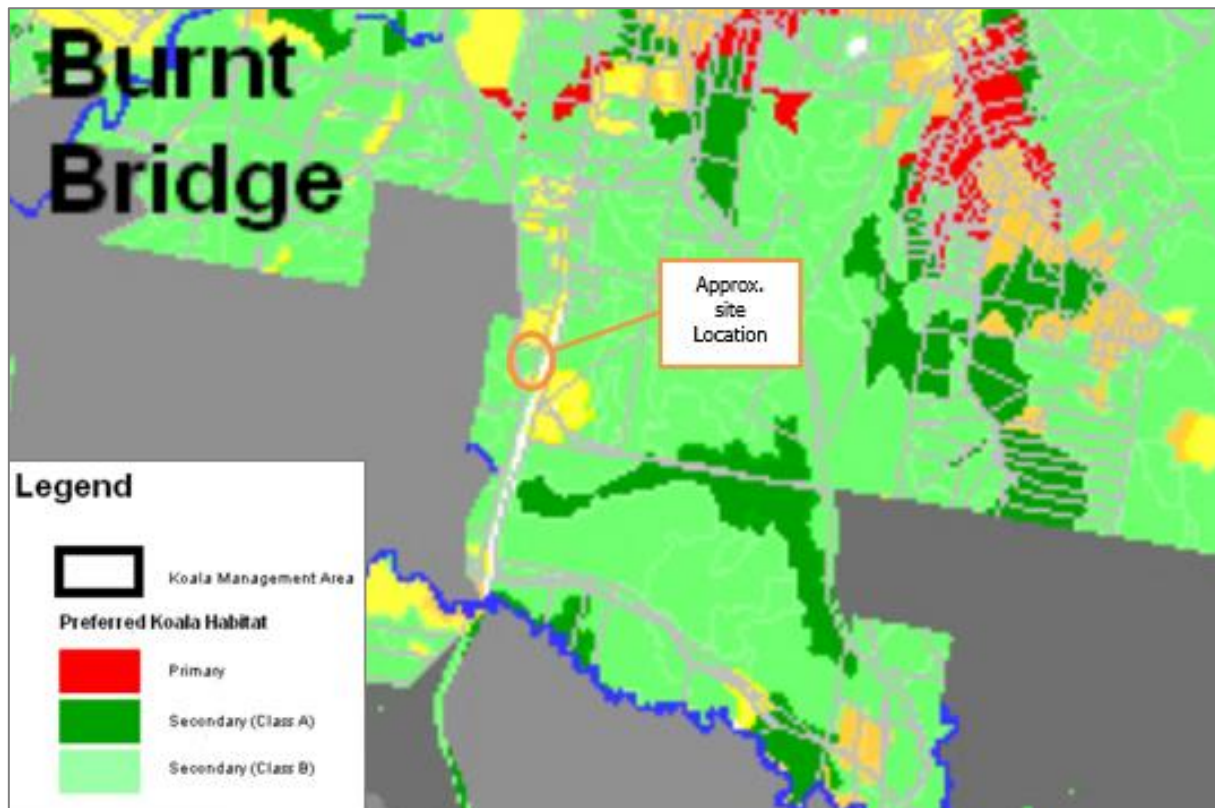 Burnt
Bridge
Approx.
site
Location
Legend
Koala Management Area
Preferred Koala Habitat
Primary
Secondary (Class A)
Secondary (Class B)